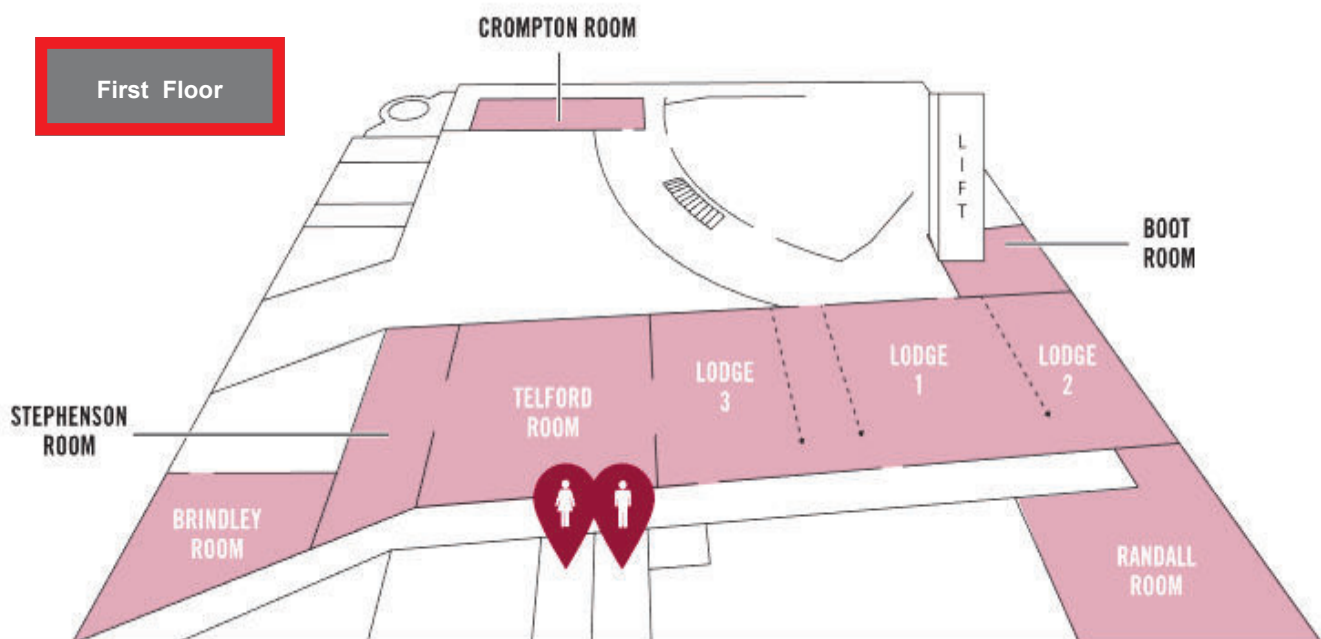 CROMPTON ROOM
First Floor
LIFT
BOOT
ROOM
LODGE
3
LODGE
1
LODGE
2
TELFORD
ROOM
STEPHENSON
ROOM
BRINDLEY
ROOM
RANDALL
ROOM